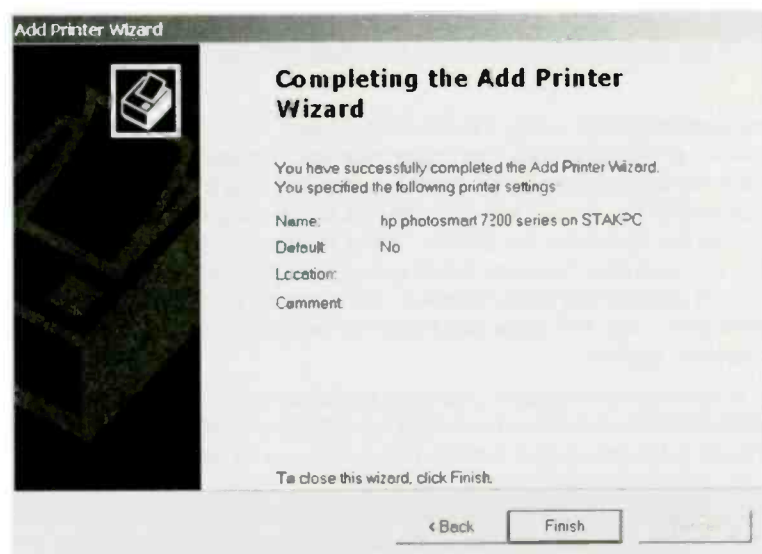 Add Printer Wizard
Completing the Add Printer
Wizard
You have successfully completed the Add Printer Wizard.
You specified the following printer settings
Name: hp photosmart 7200 series on STAKPC
Default: No
Location:
Comment
To close this wizard, click Finish.
< Back Finish